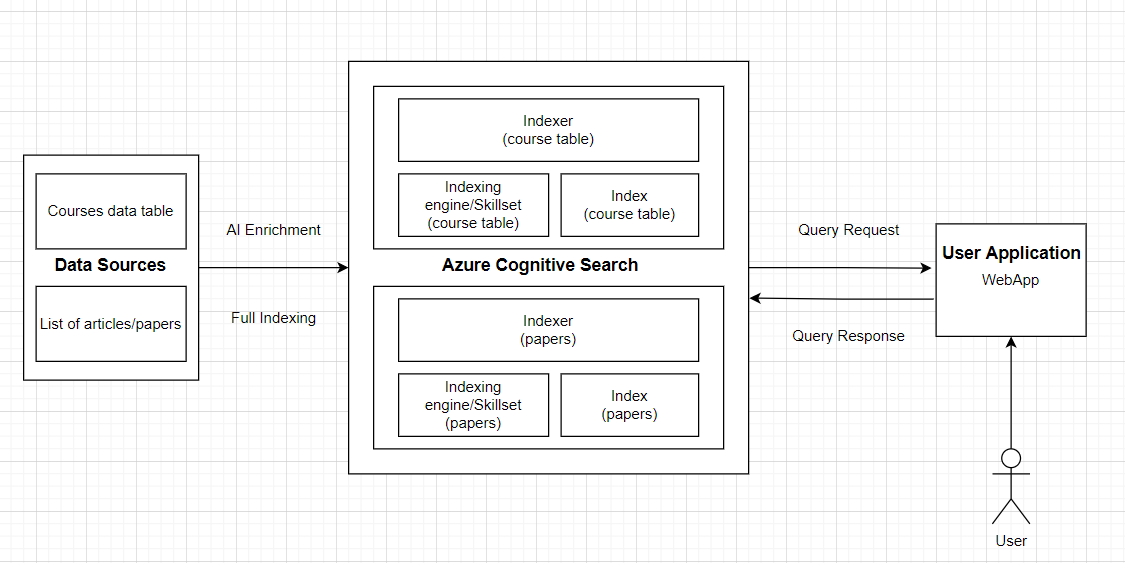 Courses data table
Data Sources
List of articles/papers
AI Enrichment
Full Indexing
Indexer
(course table)
Indexing
engine/Skillset
(course table)
Index
(course table)
Azure Cognitive Search
Indexer
(papers)
Indexing
engine/Skillset
(papers)
Index
(papers)
Query Request
Query Response
User Application
WebApp
User